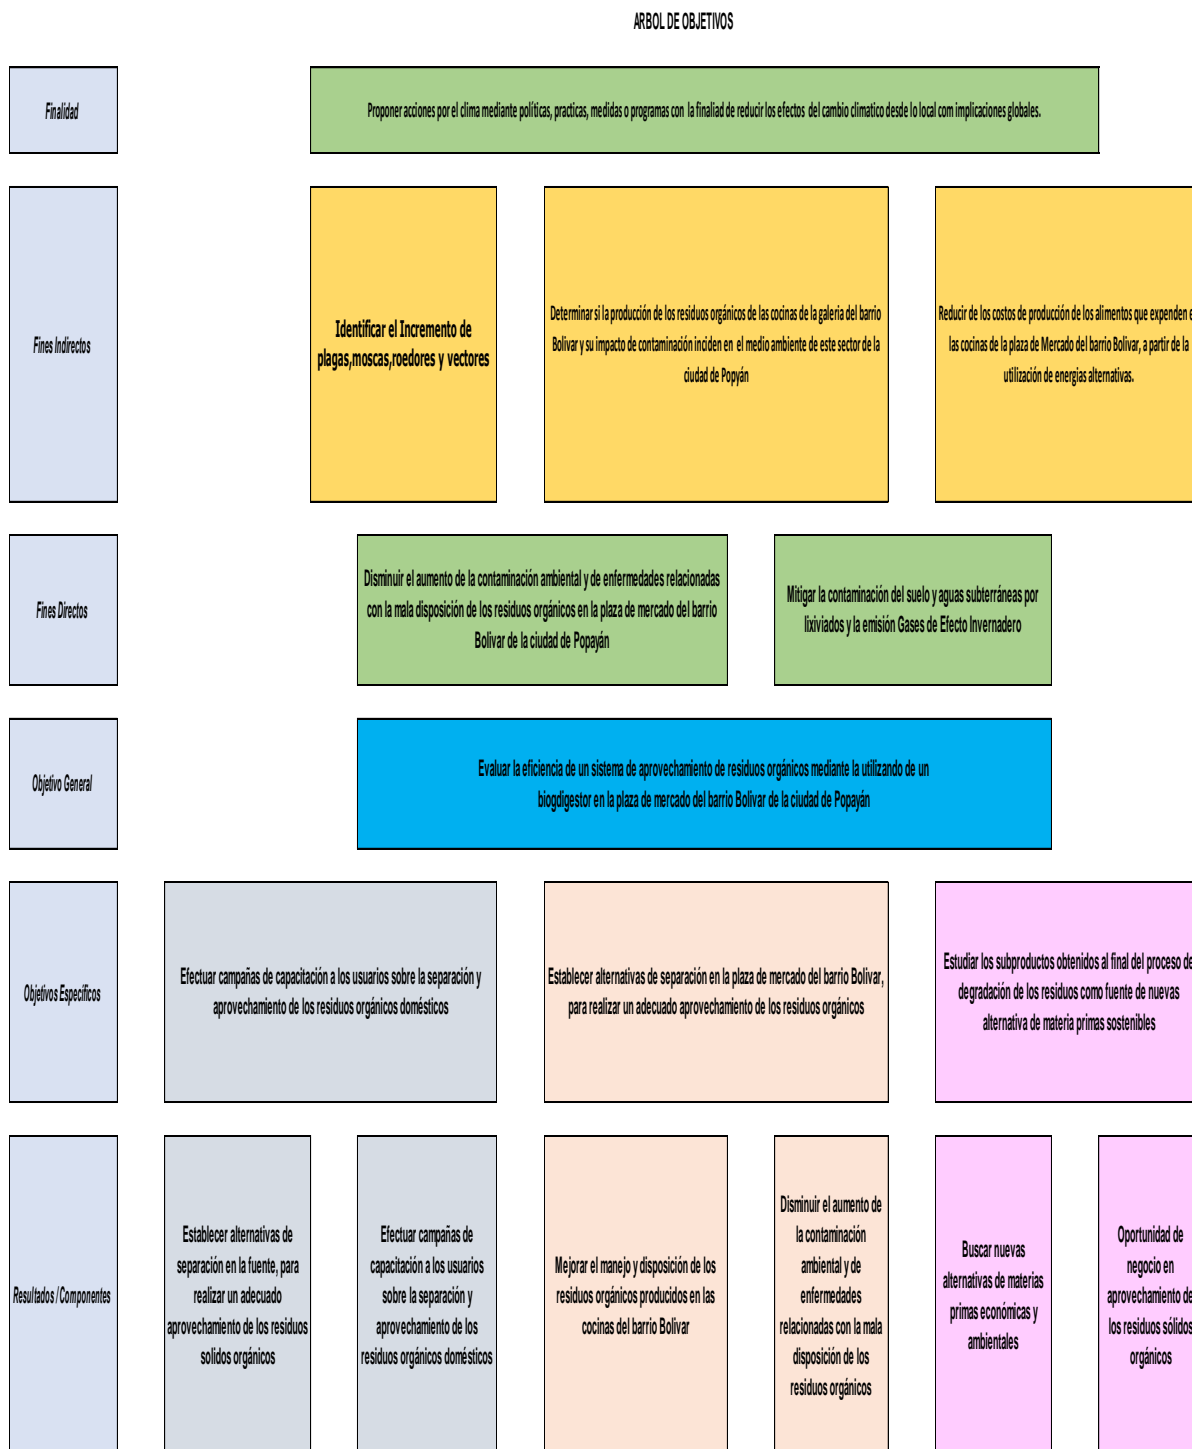 ARBOL DE OBJETIVOS
Finalidad
Proponer acciones por el clima mediante políticas, practicas, medidas o programas con la finaliad de reducir los efectos del cambio climatico desde lo local com implicaciones globales.
Fines Indirectos
Identificar el Incremento de
plagas,moscas,roedores y vectores
Determinar si la producción de los residuos orgánicos de las cocinas de la galeria del barrio
Bolivar y su impacto de contaminación inciden en el medio ambiente de este sector de la
ciudad de Popyán
Reducir de los costos de producción de los alimentos que expenden e
las cocinas de la plaza de Mercado del barrio Bolivar, a partir de la
utilización de energias alternativas.
Fines Directos
Disminuir el aumento de la contaminación ambiental y de enfermedades relacionadas
con la mala disposición de los residuos orgánicos en la plaza de mercado del barrio
Bolivar de la ciudad de Popayán
Mitigar la contaminación del suelo y aguas subterráneas por
lixiviados y la emisión Gases de Efecto Invernadero
Objetivo General
Evaluar la eficiencia de un sistema de aprovechamiento de residuos orgánicos mediante la utilizando de un
biogdigestor en la plaza de mercado del barrio Bolivar de la ciudad de Popayán
Objetivos Específicos
Efectuar campañas de capacitación a los usuarios sobre la separación y
aprovechamiento de los residuos orgánicos domésticos
Establecer alternativas de separación en la plaza de mercado del barrio Bolivar,
para realizar un adecuado aprovechamiento de los residuos orgánicos
Estudiar los subproductos obtenidos al final del proceso de
degradación de los residuos como fuente de nuevas
alternativa de materia primas sostenibles
Resultados / Componentes
Establecer alternativas de
separación en la fuente, para
realizar un adecuado
aprovechamiento de los residuos
solidos orgánicos
Efectuar campañas de
capacitación a los usuarios
sobre la separación y
aprovechamiento de los
residuos orgánicos domésticos
Mejorar el manejo y disposición de los
residuos orgánicos producidos en las
cocinas del barrio Bolivar
Disminuir el aumento de
la contaminación
ambiental y de
enfermedades
relacionadas con la mala
disposición de los
residuos orgánicos
Buscar nuevas
alternativas de materias
primas económicas y
ambientales
Oportunidad de
negocio en
aprovechamiento de
los residuos sólidos
orgánicos